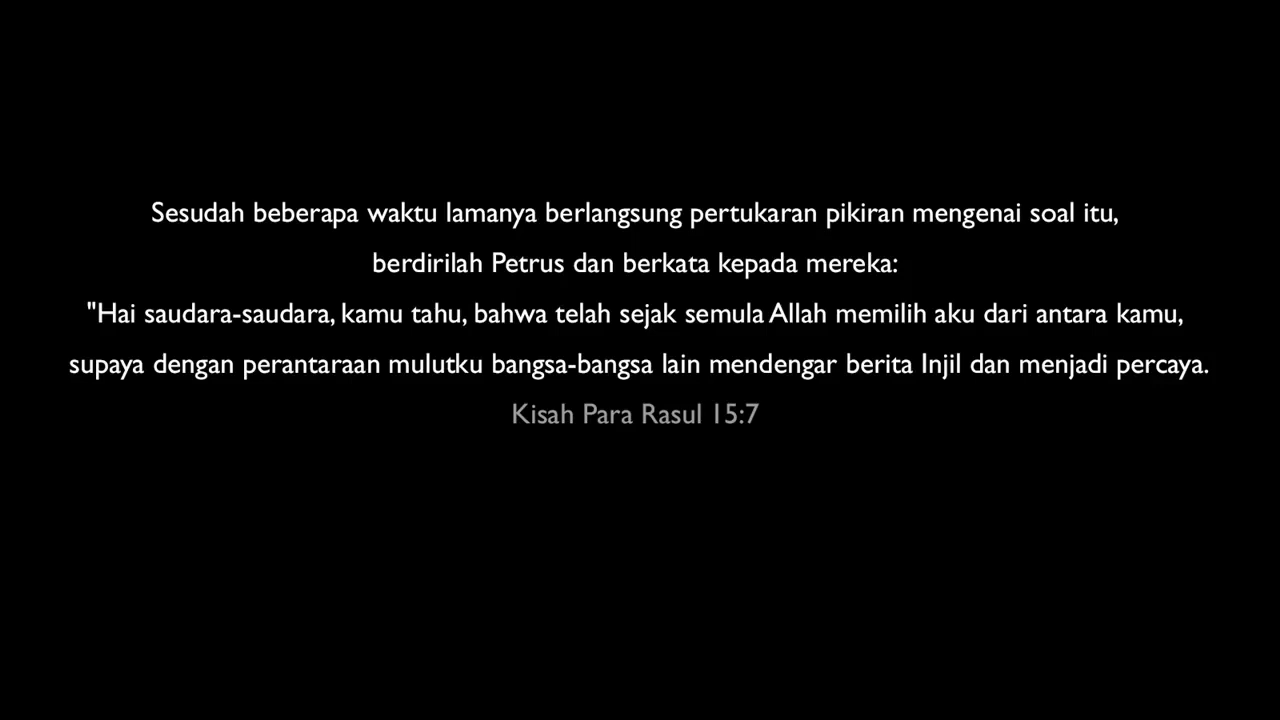 Sesudah beberapa waktu lamanya berlangsung pertukaran pikiran mengenai soal itu,
berdirilah Petrus dan berkata kepada mereka:
"Hai saudara-saudara, kamu tahu, bahwa telah sejak semula Allah memilih aku dari antara kamu,
supaya dengan perantaraan mulutku bangsa-bangsa lain mendengar berita Injil dan menjadi percaya.
Kisah Para Rasul 15:7